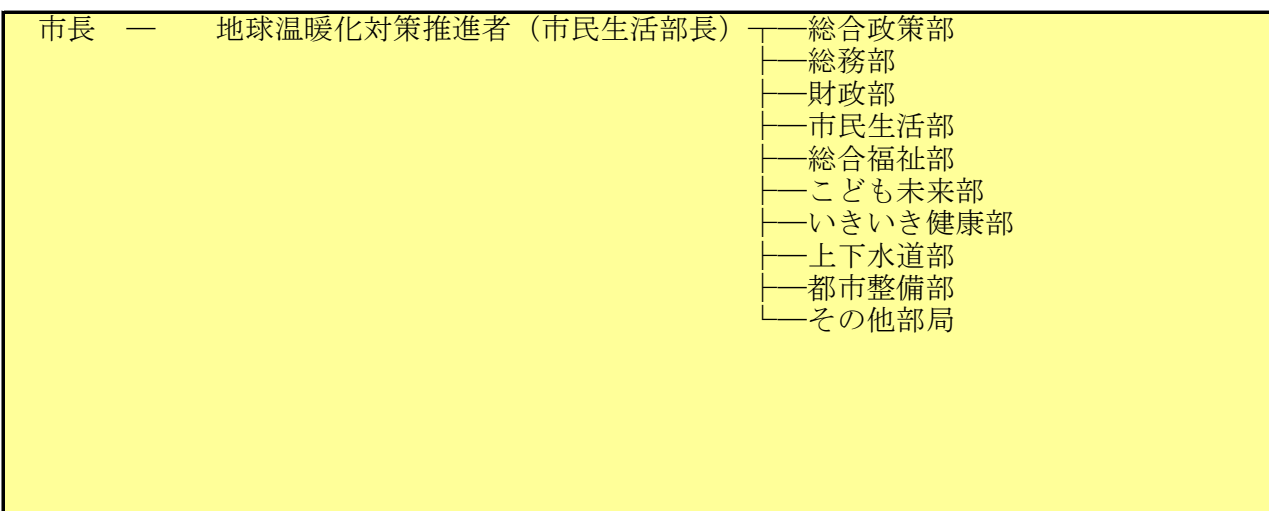 市長　―　　地球温暖化対策推進者（市民生活部長）┬―総合政策部
├―総務部
├―財政部
├―市民生活部
├―総合福祉部
├―こども未来部
├―いきいき健康部
├―上下水道部
├―都市整備部
└―その他部局